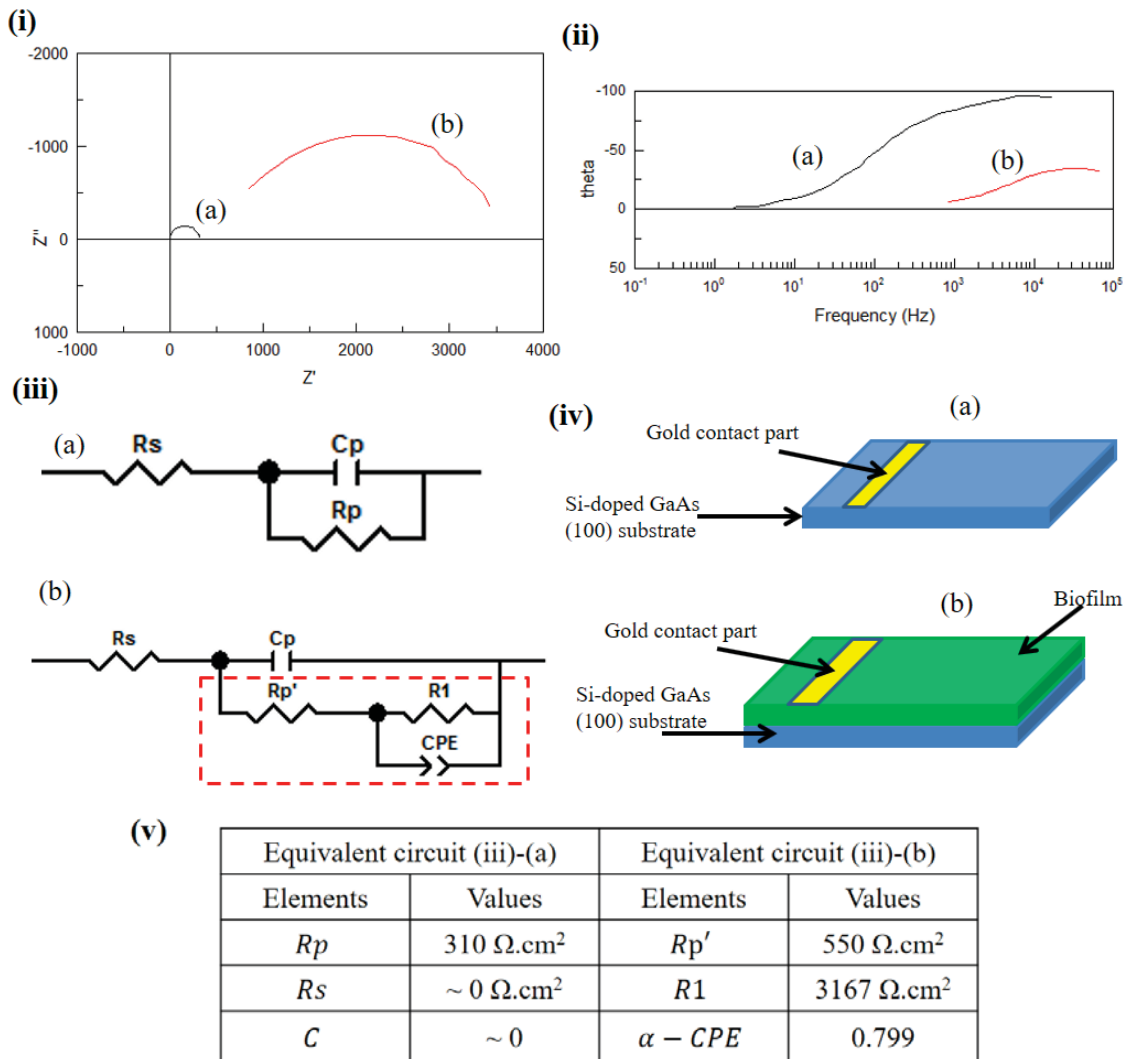 (i)
-2000
-1000
0
1000
Z''
-1000
0
1000
2000
3000
4000
Z'
(a)
(b)
(ii)
-100
-50
0
50
theta
10⁻¹
10⁰
10¹
10²
10³
10⁴
10⁵
Frequency (Hz)
(a)
(b)
(iii)
(a)
Rs
Cp
Rp
(b)
Rs
Cp
Rp'
R1
CPE
(iv)
(a)
Gold contact part
Si-doped GaAs
(100) substrate
(b)
Biofilm
Gold contact part
Si-doped GaAs
(100) substrate
(v)
Equivalent circuit (iii)-(a) Equivalent circuit (iii)-(b)
Elements Values Elements Values
Rp 310 Ω.cm² Rp′ 550 Ω.cm²
Rs ~ 0 Ω.cm² R1 3167 Ω.cm²
C ~ 0 α − CPE 0.799